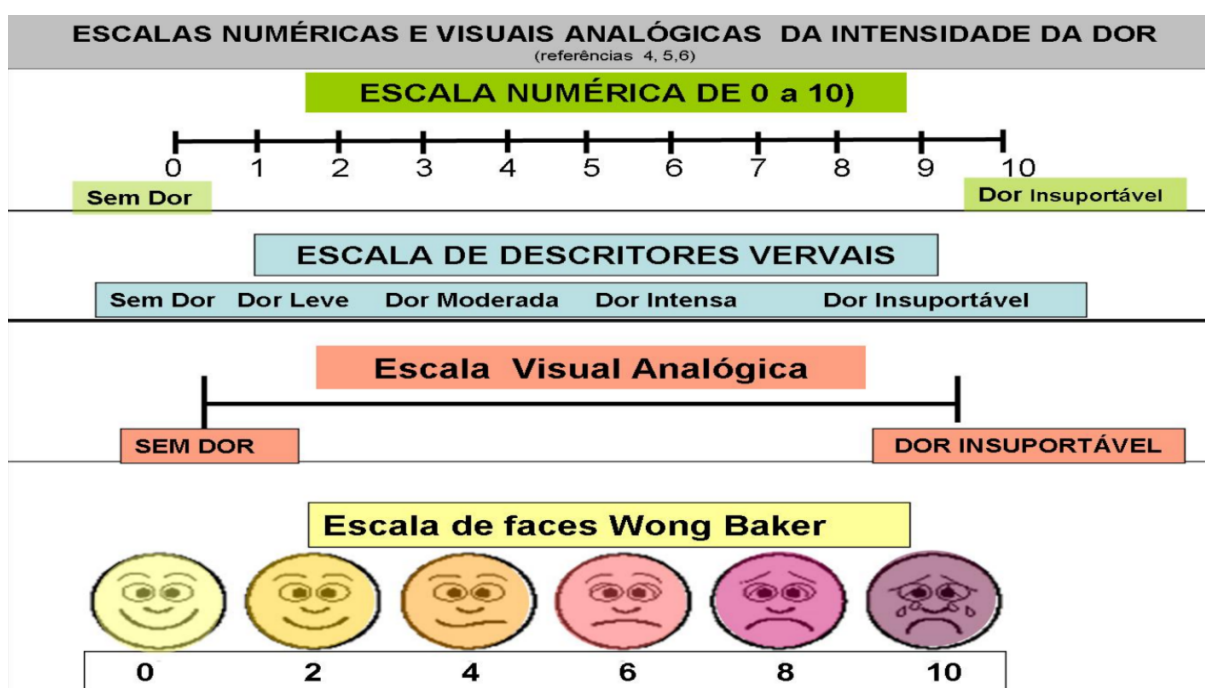 ESCALAS NUMÉRICAS E VISUAIS ANALÓGICAS DA INTENSIDADE DA DOR
(referências 4, 5,6)
ESCALA NUMÉRICA DE 0 a 10)
0 1 2 3 4 5 6 7 8 9 10
Sem Dor Dor Insuportável
ESCALA DE DESCRITORES VERVAIS
Sem Dor Dor Leve Dor Moderada Dor Intensa Dor Insuportável
Escala Visual Analógica
SEM DOR DOR INSUPORTÁVEL
Escala de faces Wong Baker
0 2 4 6 8 10